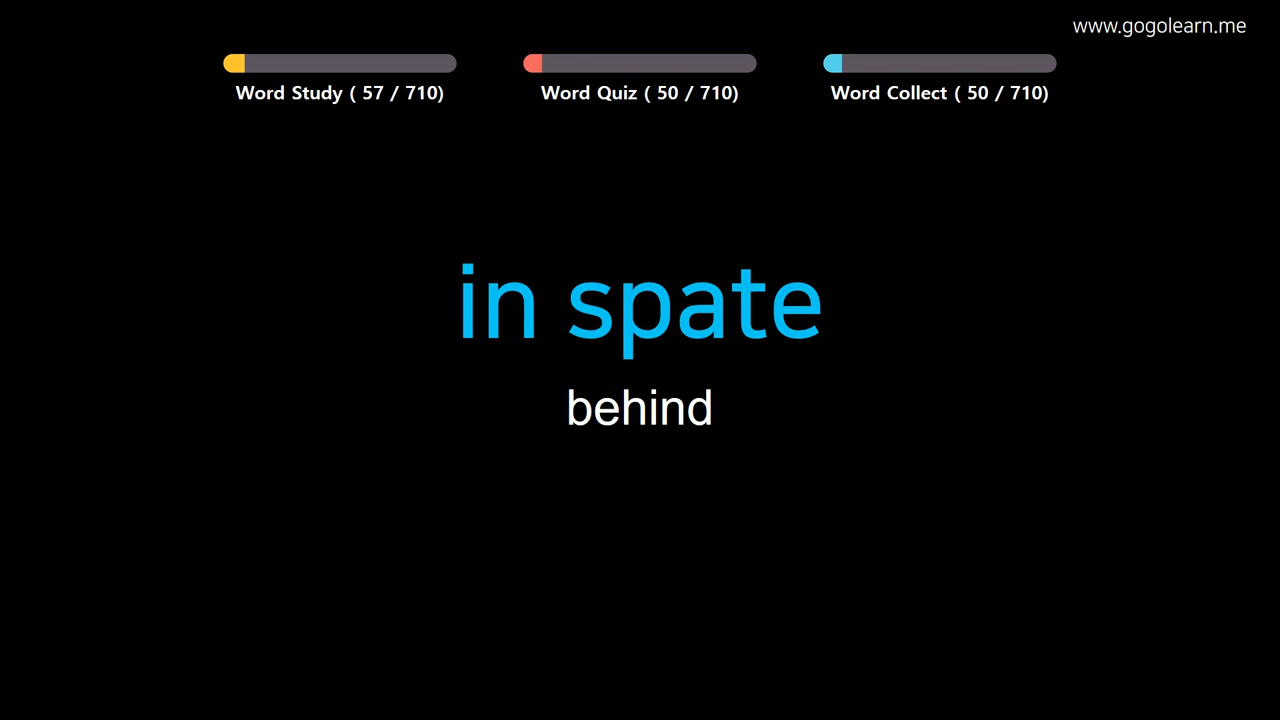 www.gogolearn.me
Word Study ( 57 / 710)
Word Quiz ( 50 / 710)
Word Collect ( 50 / 710)
in spate
behind